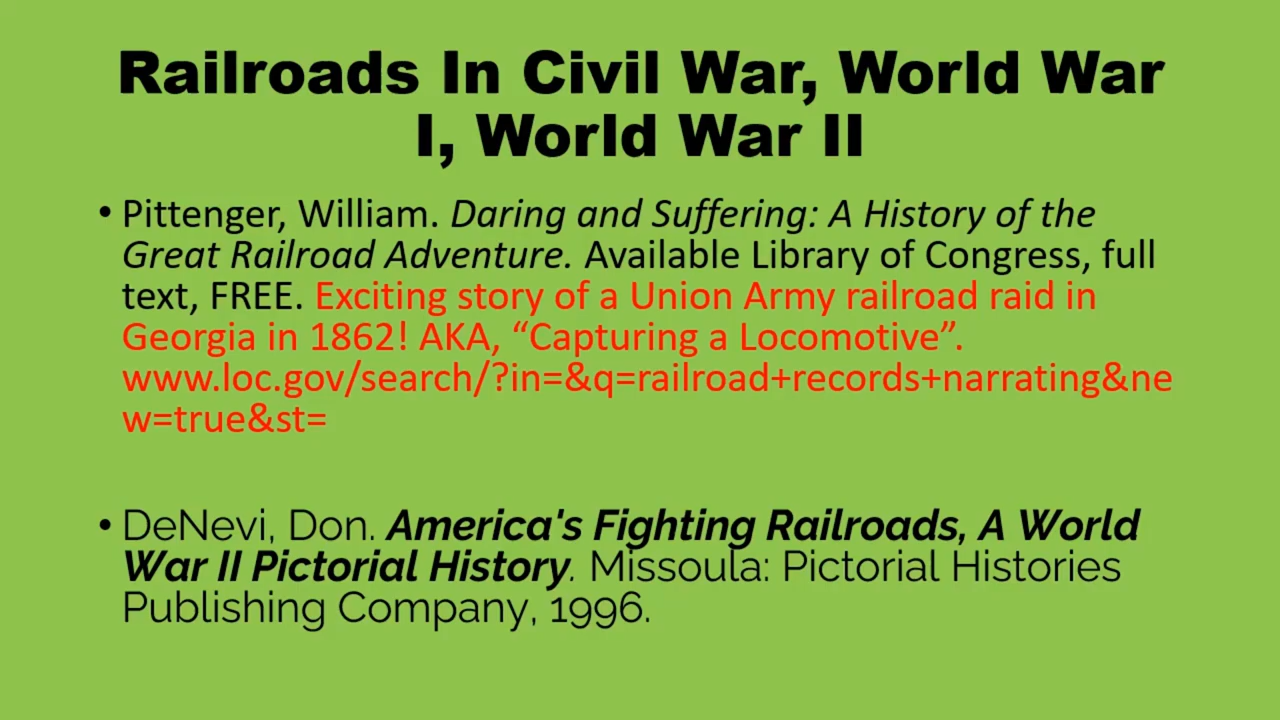 Railroads In Civil War, World War
I, World War II
• Pittenger, William. Daring and Suffering: A History of the
Great Railroad Adventure. Available Library of Congress, full
text, FREE. Exciting story of a Union Army railroad raid in
Georgia in 1862! AKA, “Capturing a Locomotive”.
www.loc.gov/search/?in=&q=railroad+records+narrating&ne
w=true&st=
• DeNevi, Don. America's Fighting Railroads, A World
War II Pictorial History. Missoula: Pictorial Histories
Publishing Company, 1996.